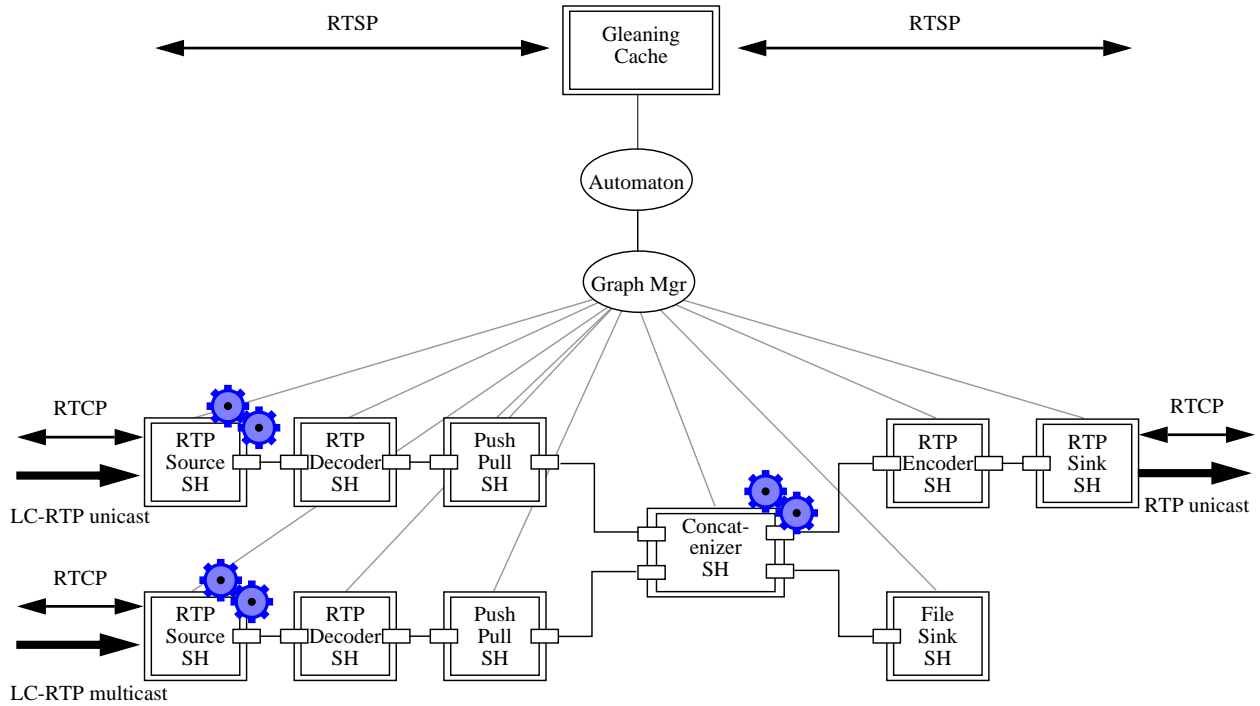 RTSP
Gleaning
Cache
RTSP
Automaton
Graph Mgr
RTCP
RTP
Source
SH
LC-RTP unicast
RTP
Decoder
SH
Push
Pull
SH
Concat-
enizer
SH
RTP
Encoder
SH
RTP
Sink
SH
RTCP
RTP unicast
RTCP
RTP
Source
SH
LC-RTP multicast
RTP
Decoder
SH
Push
Pull
SH
File
Sink
SH